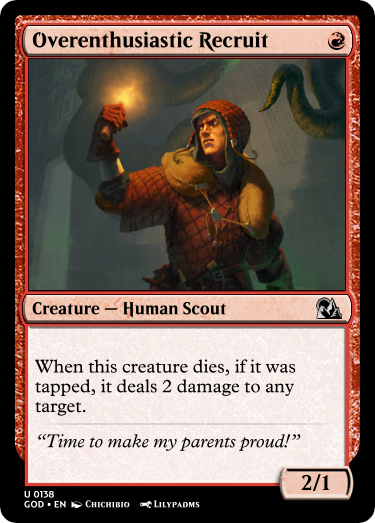 Overenthusiastic Recruit
Creature — Human Scout
When this creature dies, if it was
tapped, it deals 2 damage to any
target.
“Time to make my parents proud!”
2/1
U 0138
GOD • EN Chichibio Lilypadms